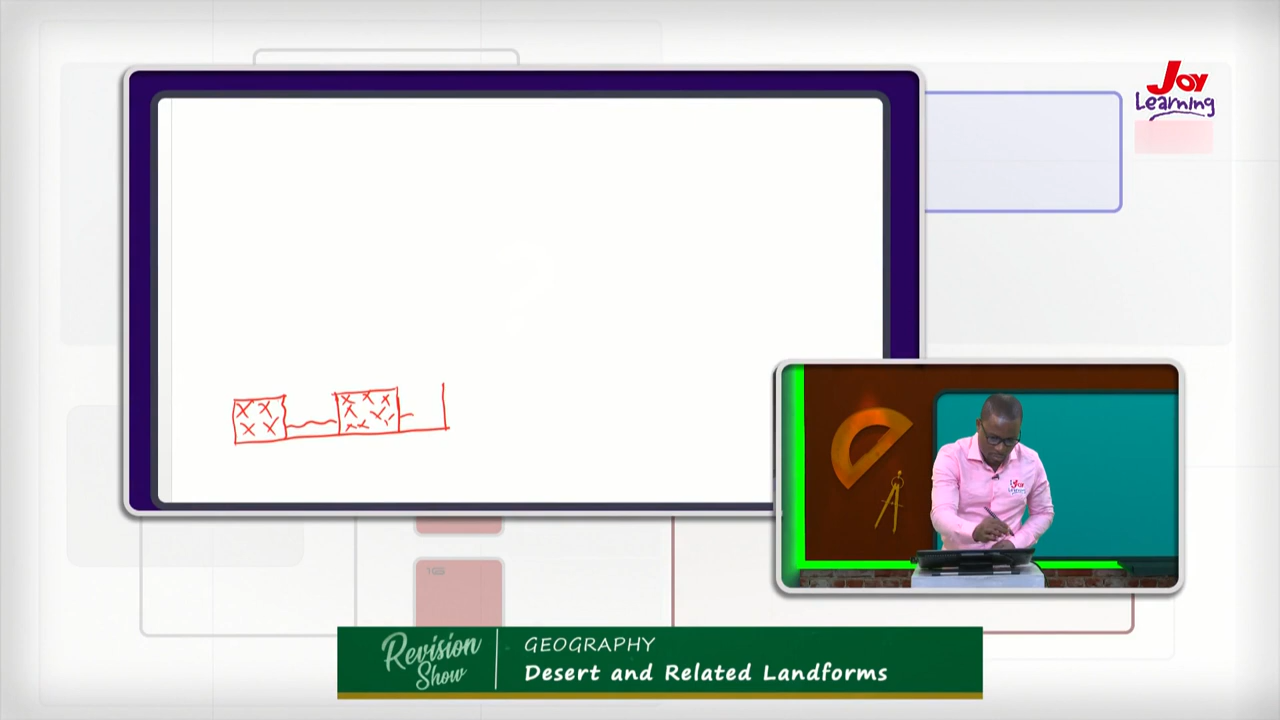 Joy
Learning
Revision
Show
GEOGRAPHY
Desert and Related Landforms